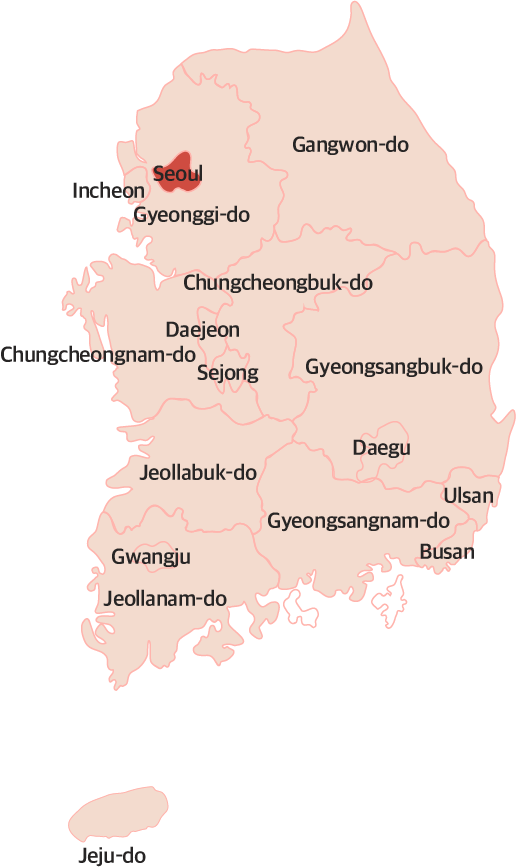 Gangwon-do
Seoul
Incheon
Gyeonggi-do
Chungcheongbuk-do
Daejeon
Chungcheongnam-do
Sejong
Gyeongsangbuk-do
Daegu
Jeollabuk-do
Ulsan
Gyeongsangnam-do
Busan
Gwangju
Jeollanam-do
Jeju-do